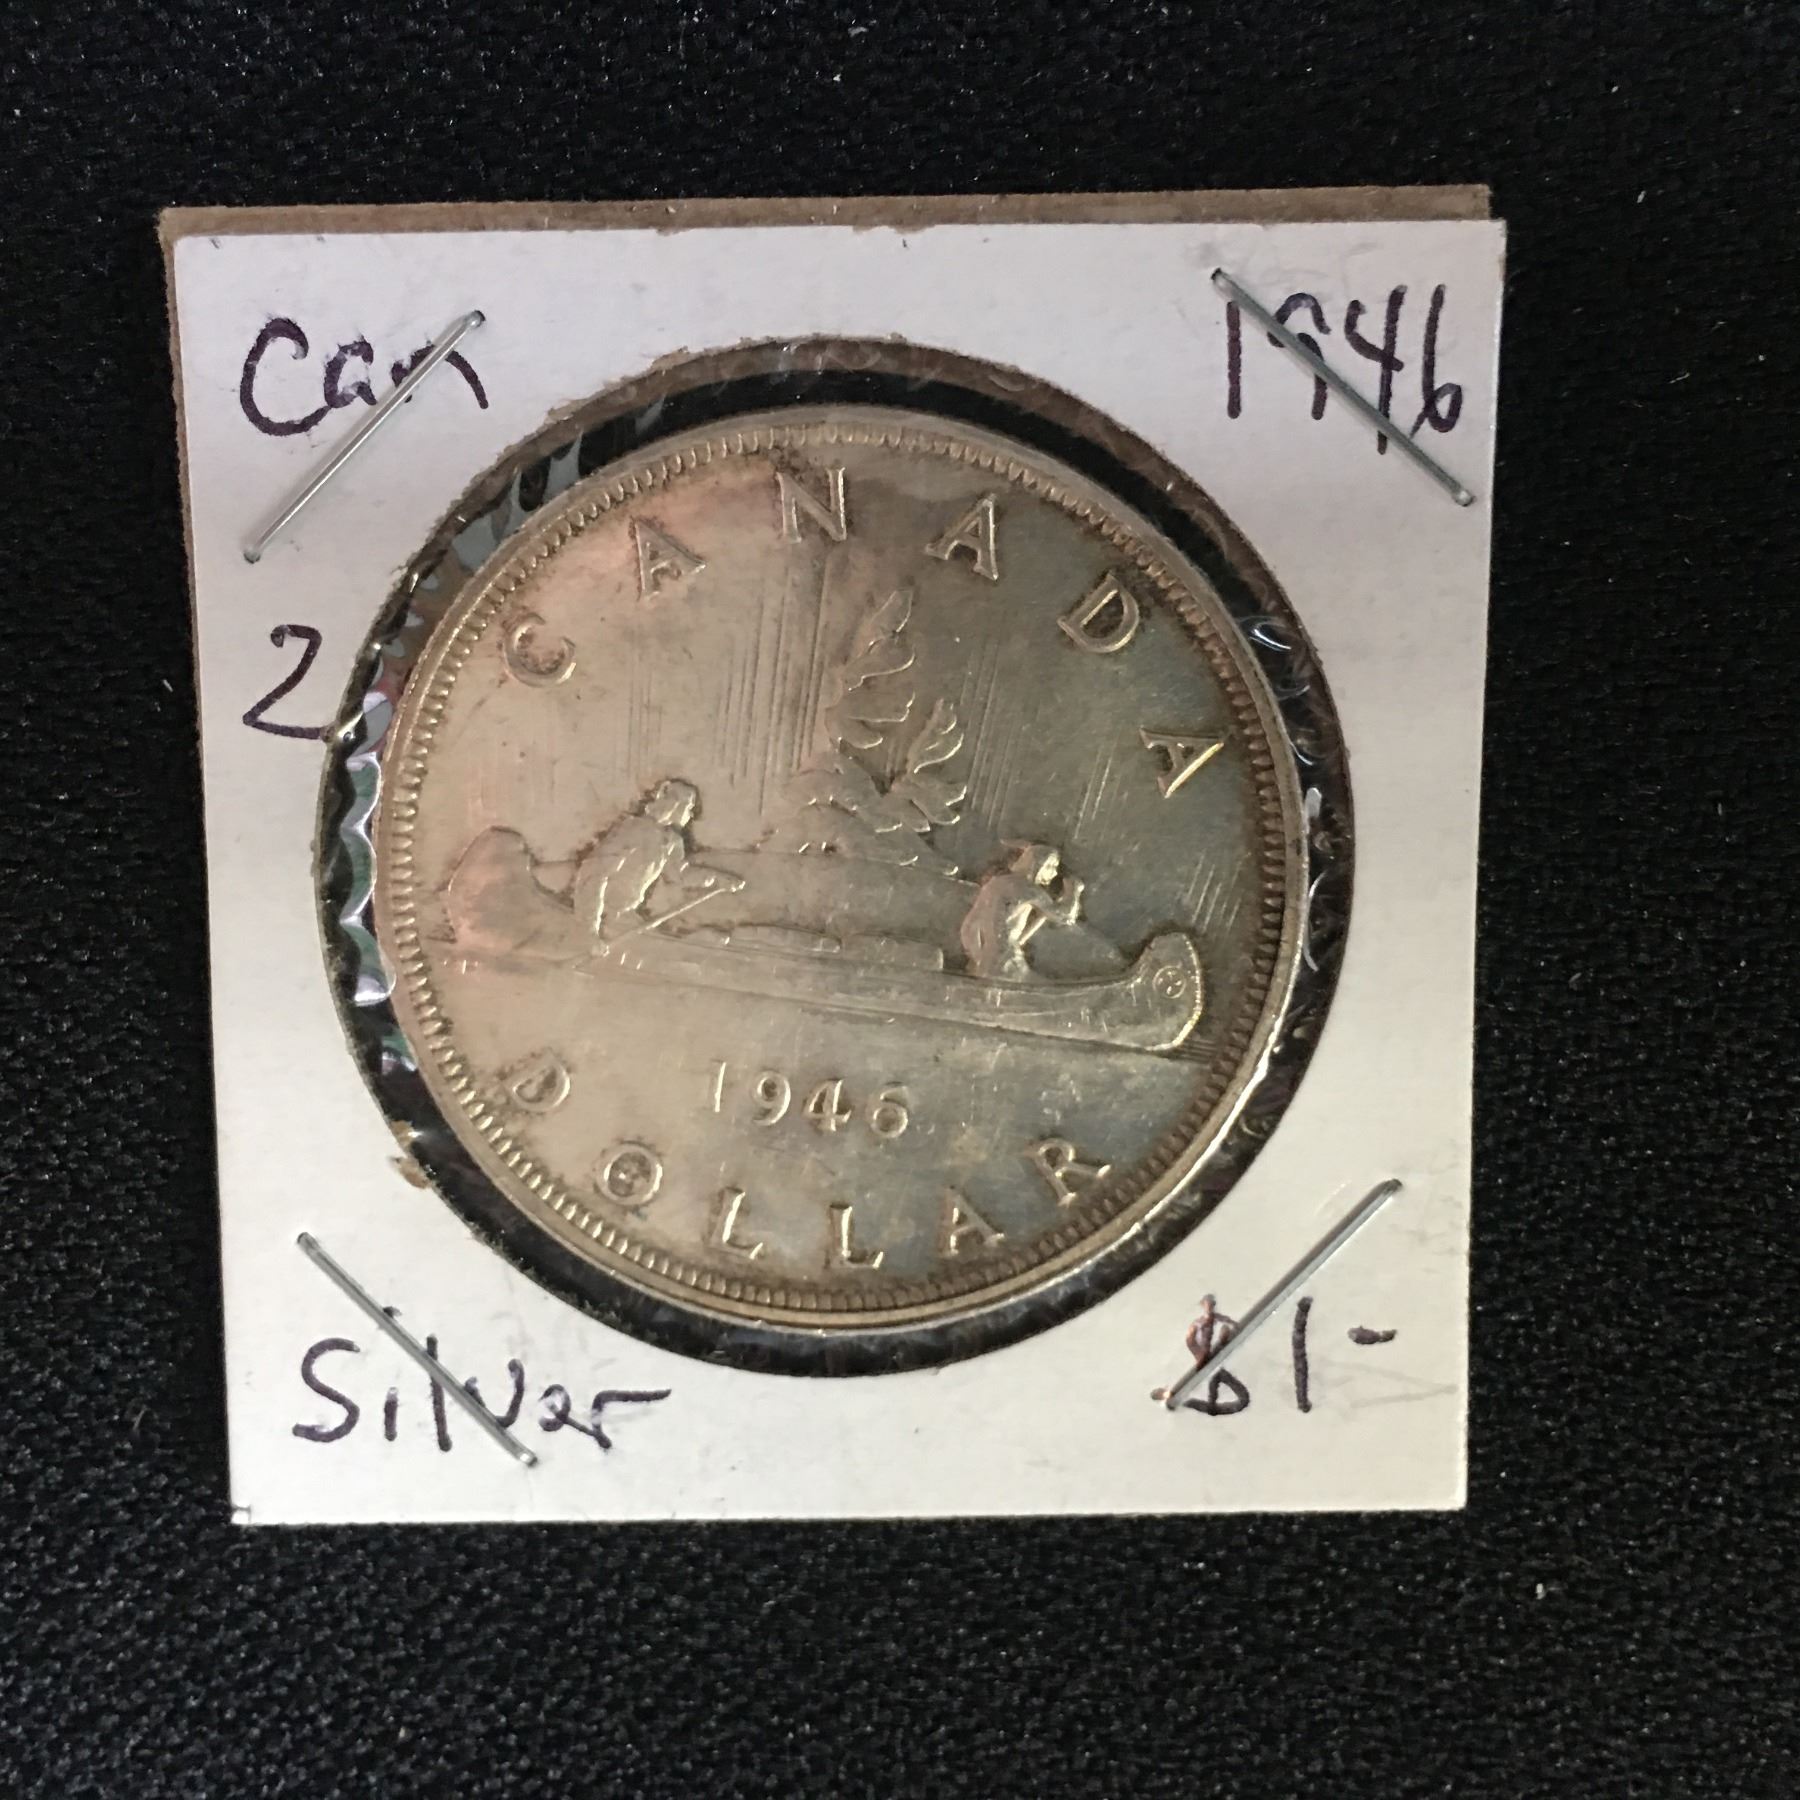 Can 1946
2
CANADA
1946
DOLLAR
Silver $1-